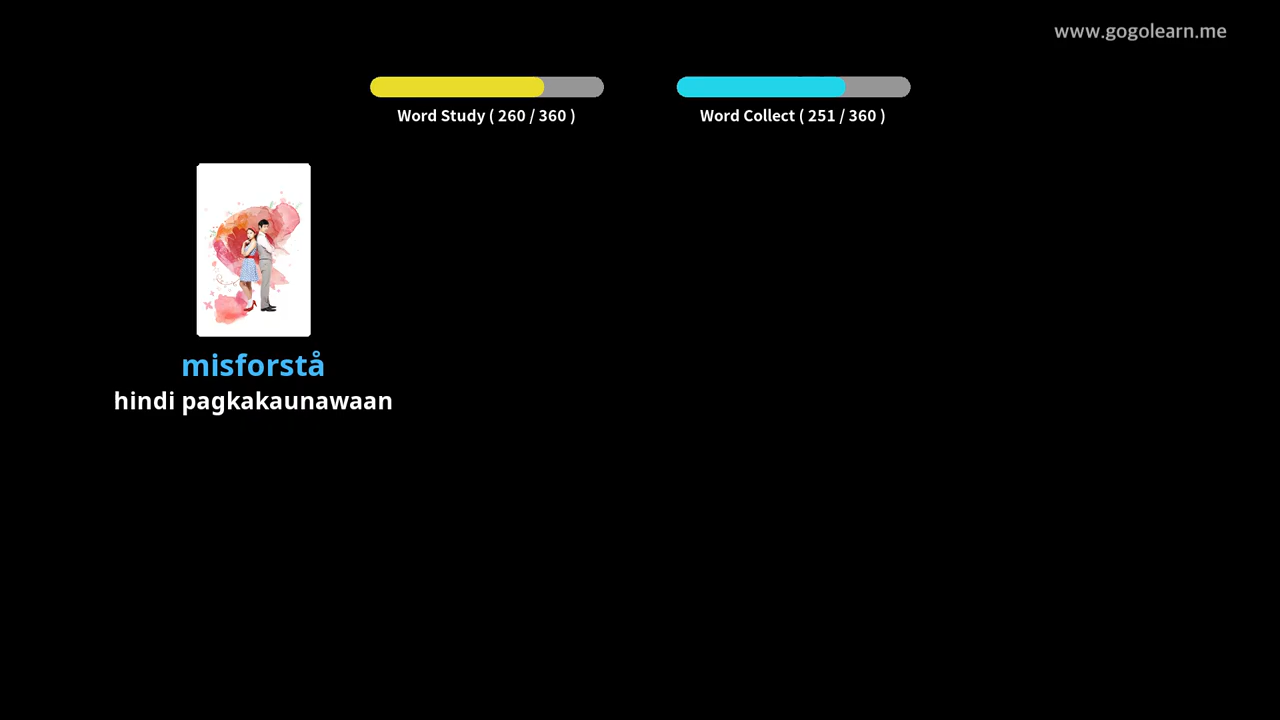 www.gogolearn.me
Word Study ( 260 / 360 )
Word Collect ( 251 / 360 )
misforstå
hindi pagkakaunawaan